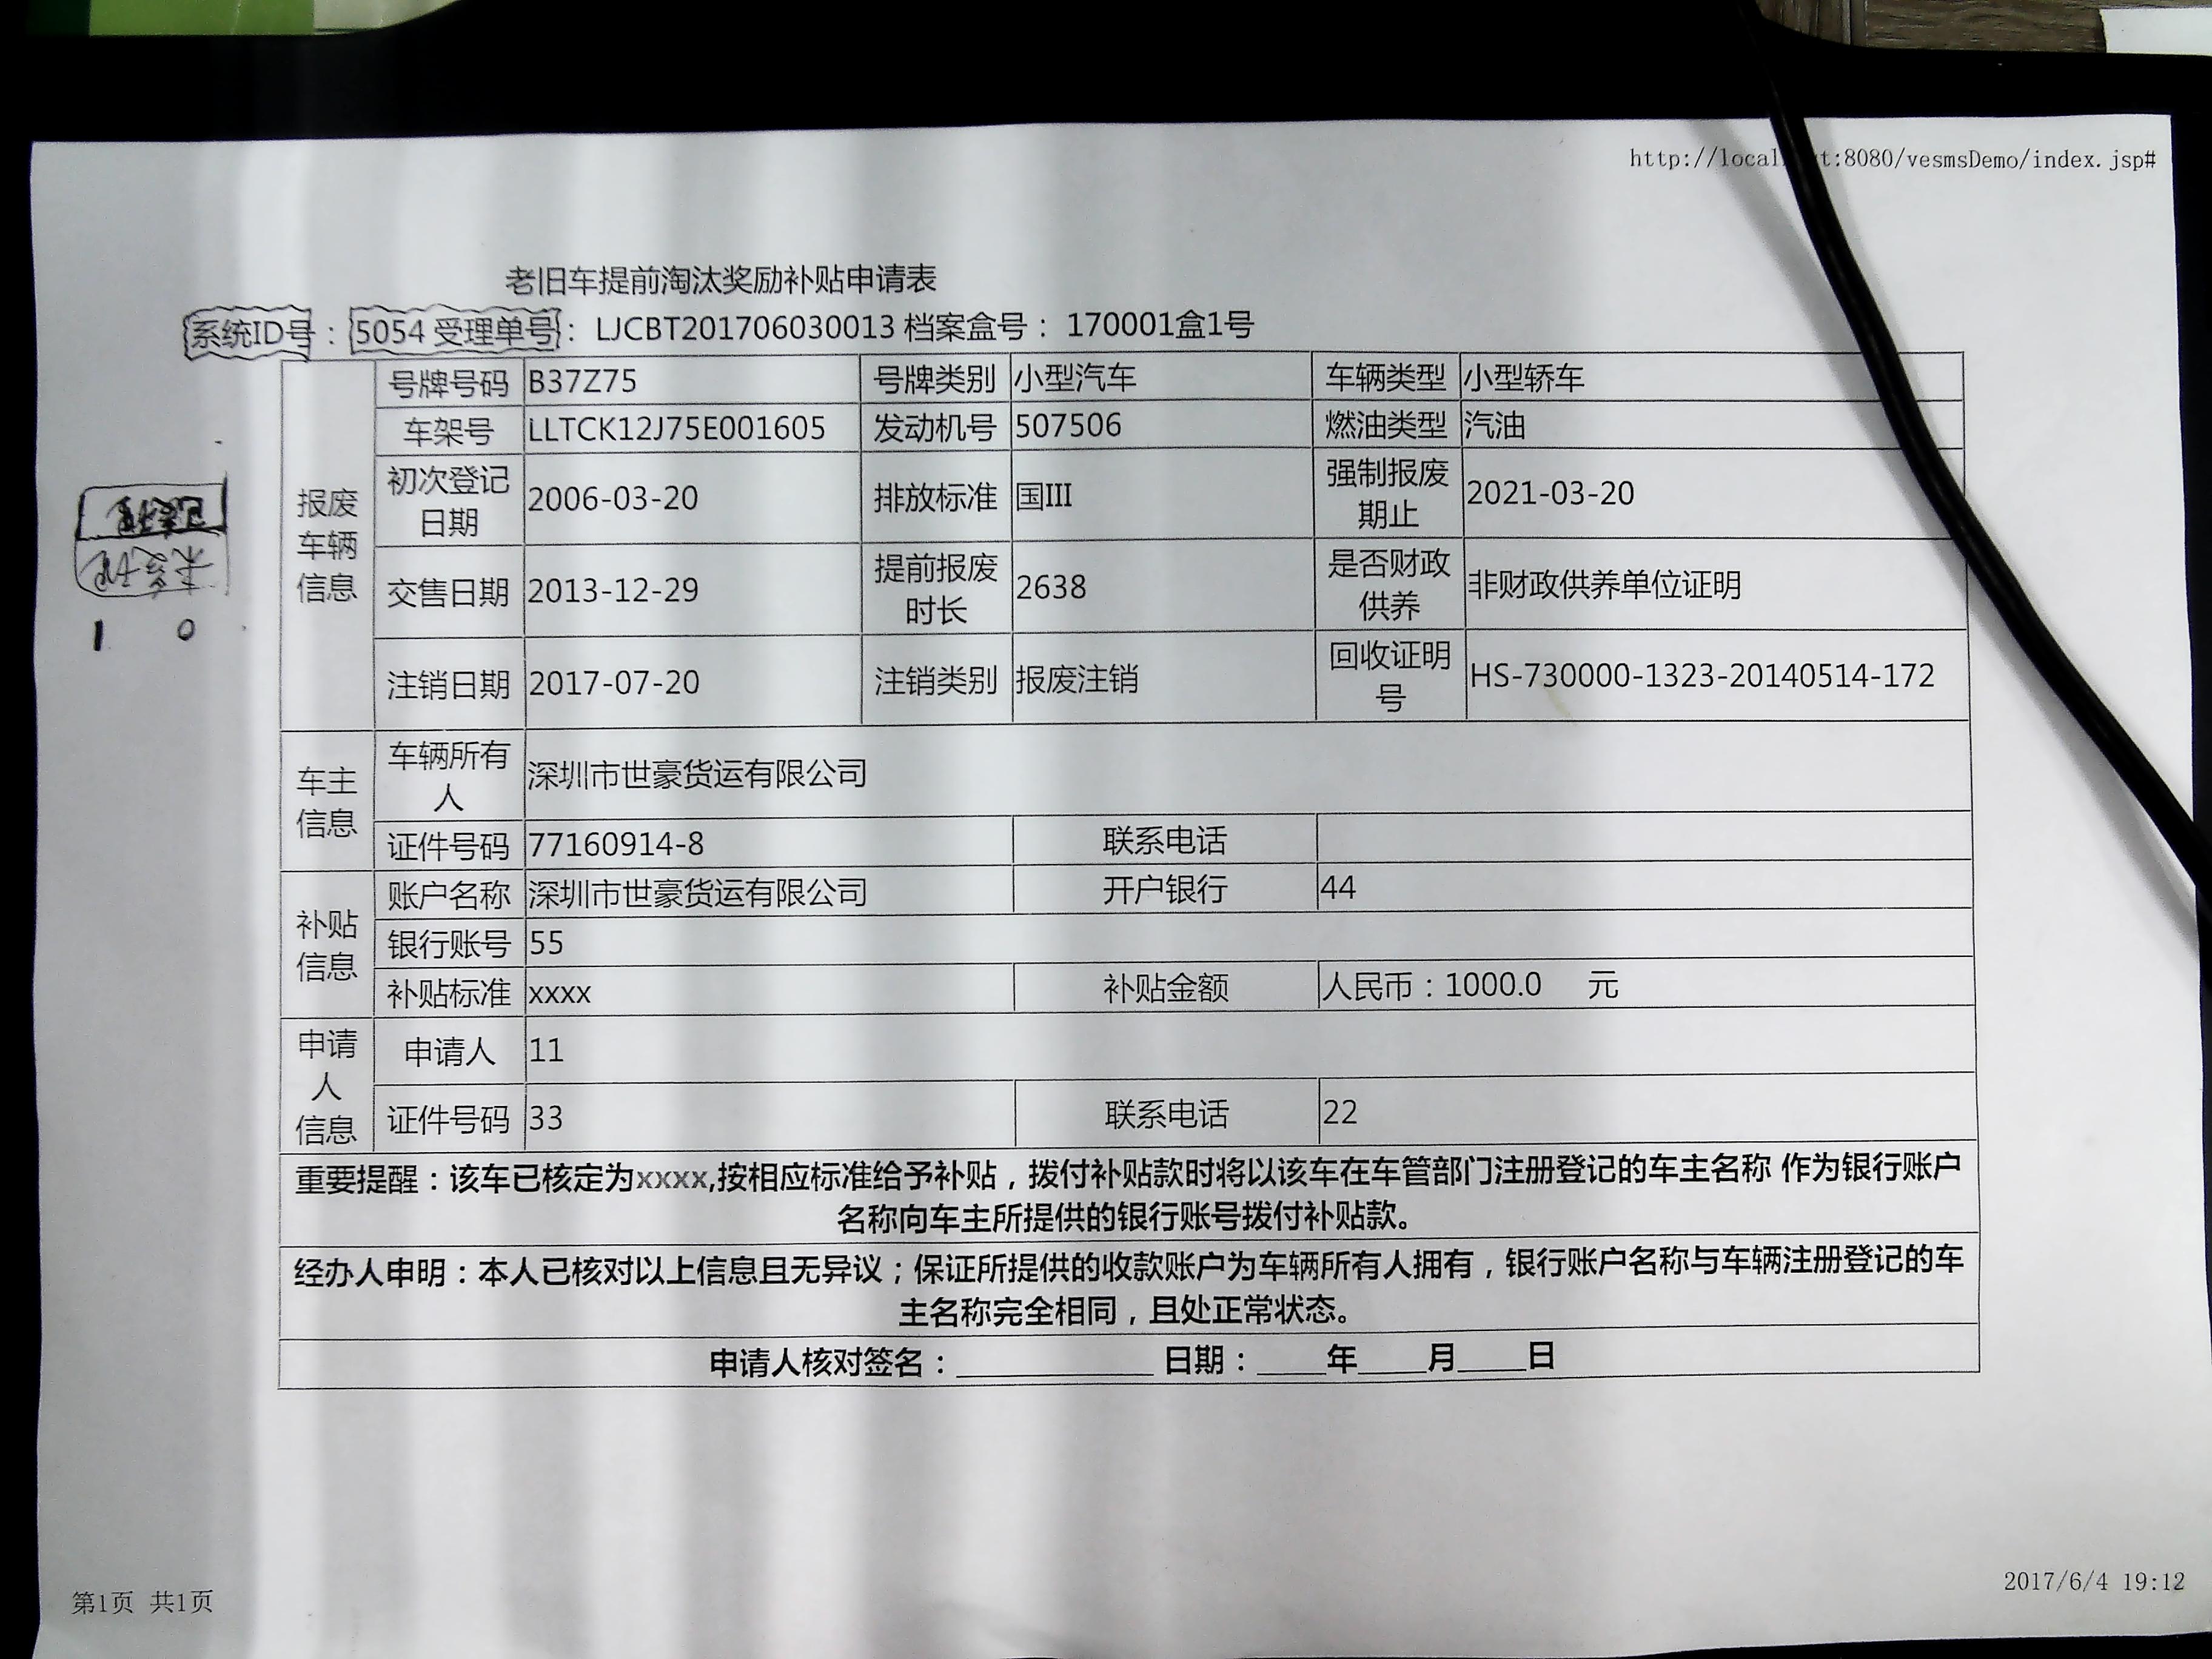 老旧车提前淘汰奖励补贴申请表
系统ID号：5054 受理单号：LJCBT201706030013 档案盒号：170001盒1号
报废车辆信息
号牌号码 B37Z75 号牌类别 小型汽车 车辆类型 小型轿车
车架号 LLTCK12J75E001605 发动机号 507506 燃油类型 汽油
初次登记日期 2006-03-20 排放标准 国III 强制报废期止 2021-03-20
交售日期 2013-12-29 提前报废时长 2638 是否财政供养 非财政供养单位证明
注销日期 2017-07-20 注销类别 报废注销 回收证明号 HS-730000-1323-20140514-172
车主信息
车辆所有人 深圳市世豪货运有限公司
证件号码 77160914-8 联系电话
补贴信息
账户名称 深圳市世豪货运有限公司 开户银行 44
银行账号 55
补贴标准 xxxx 补贴金额 人民币：1000.0 元
申请人信息
申请人 11
证件号码 33 联系电话 22
重要提醒：该车已核定为xxxx,按相应标准给予补贴，拨付补贴款时将以该车在车管部门注册登记的车主名称 作为银行账户
名称向车主所提供的银行账号拨付补贴款。
经办人申明：本人已核对以上信息且无异议；保证所提供的收款账户为车辆所有人拥有，银行账户名称与车辆注册登记的车
主名称完全相同，且处正常状态。
申请人核对签名：____________ 日期：____年____月____日
1 0
第1页 共1页
2017/6/4 19:12